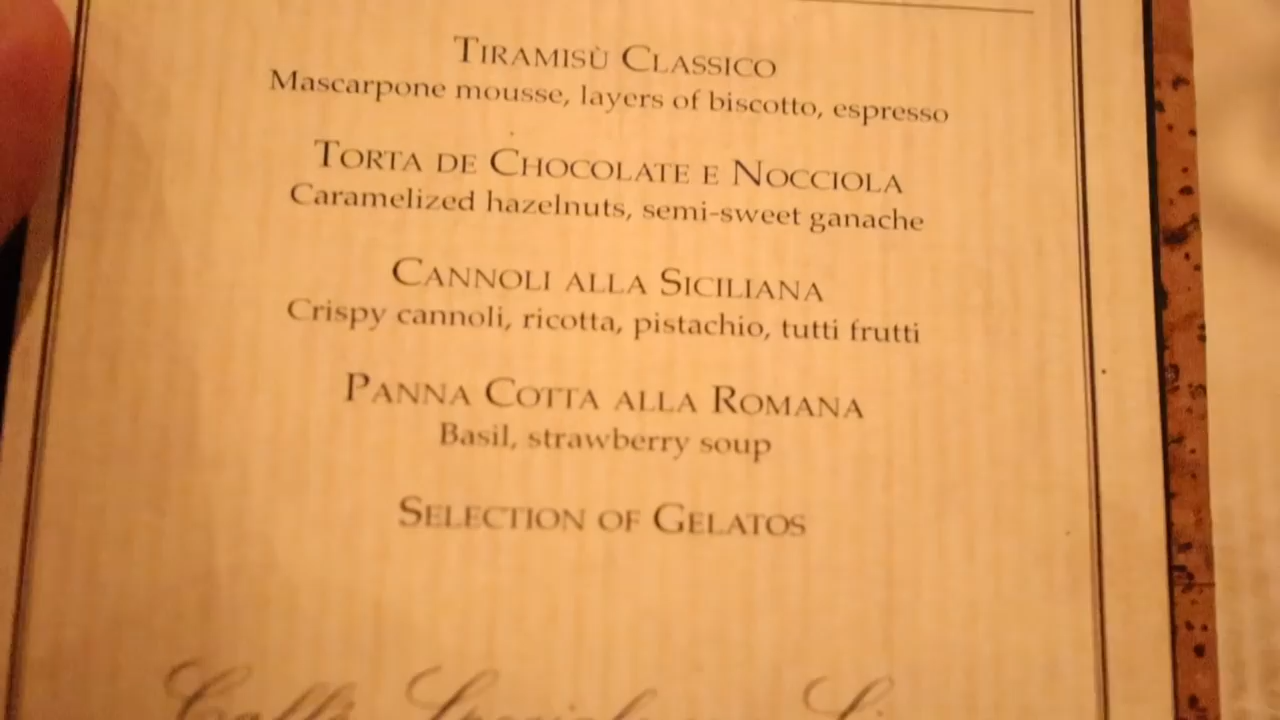 TIRAMISÙ CLASSICO
Mascarpone mousse, layers of biscotto, espresso
TORTA DE CHOCOLATE E NOCCIOLA
Caramelized hazelnuts, semi-sweet ganache
CANNOLI ALLA SICILIANA
Crispy cannoli, ricotta, pistachio, tutti frutti
PANNA COTTA ALLA ROMANA
Basil, strawberry soup
SELECTION OF GELATOS